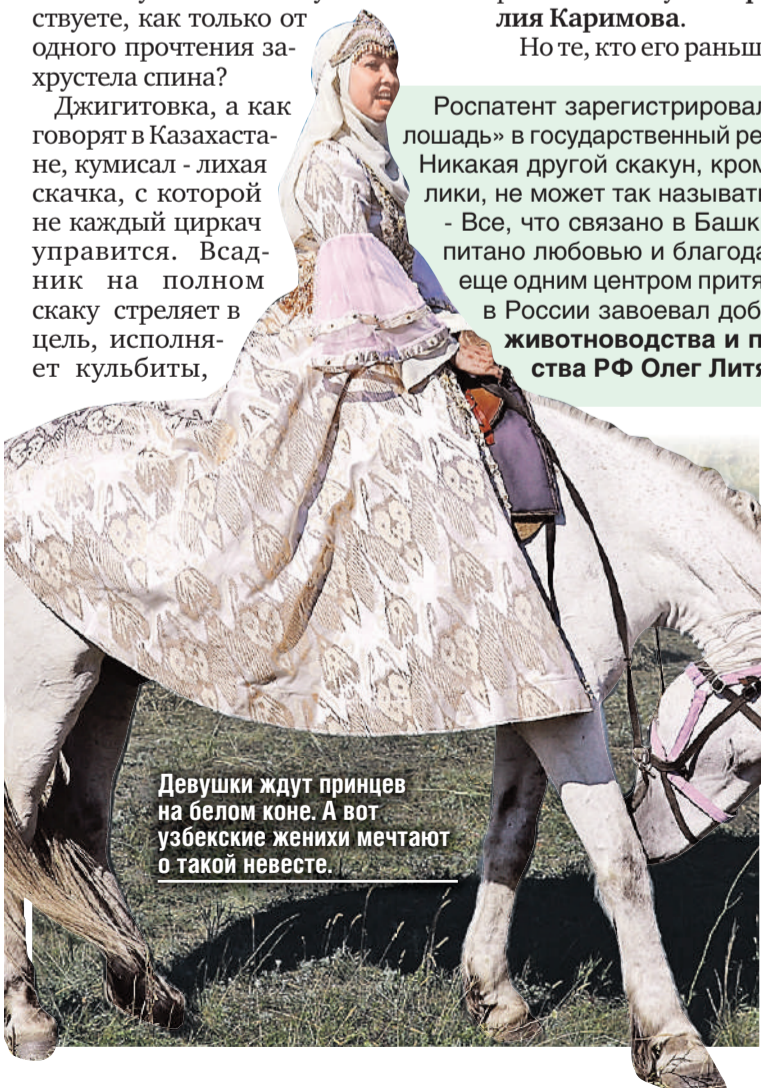 ствуете, как только от
одного прочтения за-
хрустела спина?
Джигитовка, а как
говорят в Казахаста-
не, кумисал - лихая
скачка, с которой
не каждый циркач
управится. Всад-
ник на полном
скаку стреляет в
цель, исполня-
ет кульбиты,
лия Каримова.
Но те, кто его раньш
Роспатент зарегистрировал
лошадь» в государственный ре
Никакая другой скакун, кром
лики, не может так называть
- Все, что связано в Башк
питано любовью и благода
еще одним центром притя
в России завоевал доб
животноводства и п
ства РФ Олег Литя
Девушки ждут принцев
на белом коне. А вот
узбекские женихи мечтают
о такой невесте.